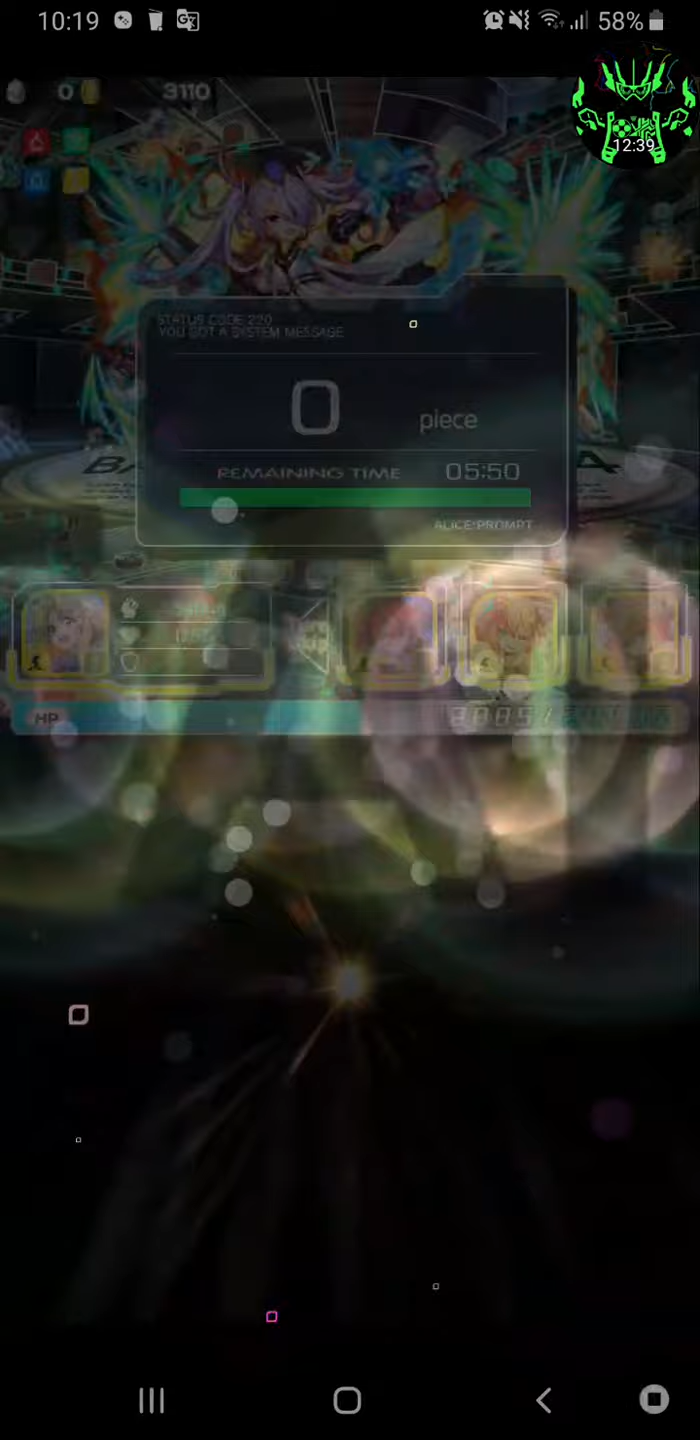 10:19
58%
0
3110
12:39
STATUS CODE 220
YOU GOT A SYSTEM MESSAGE
0
piece
REMAINING TIME 05:50
ALICE:PROMPT
BA
A
HP